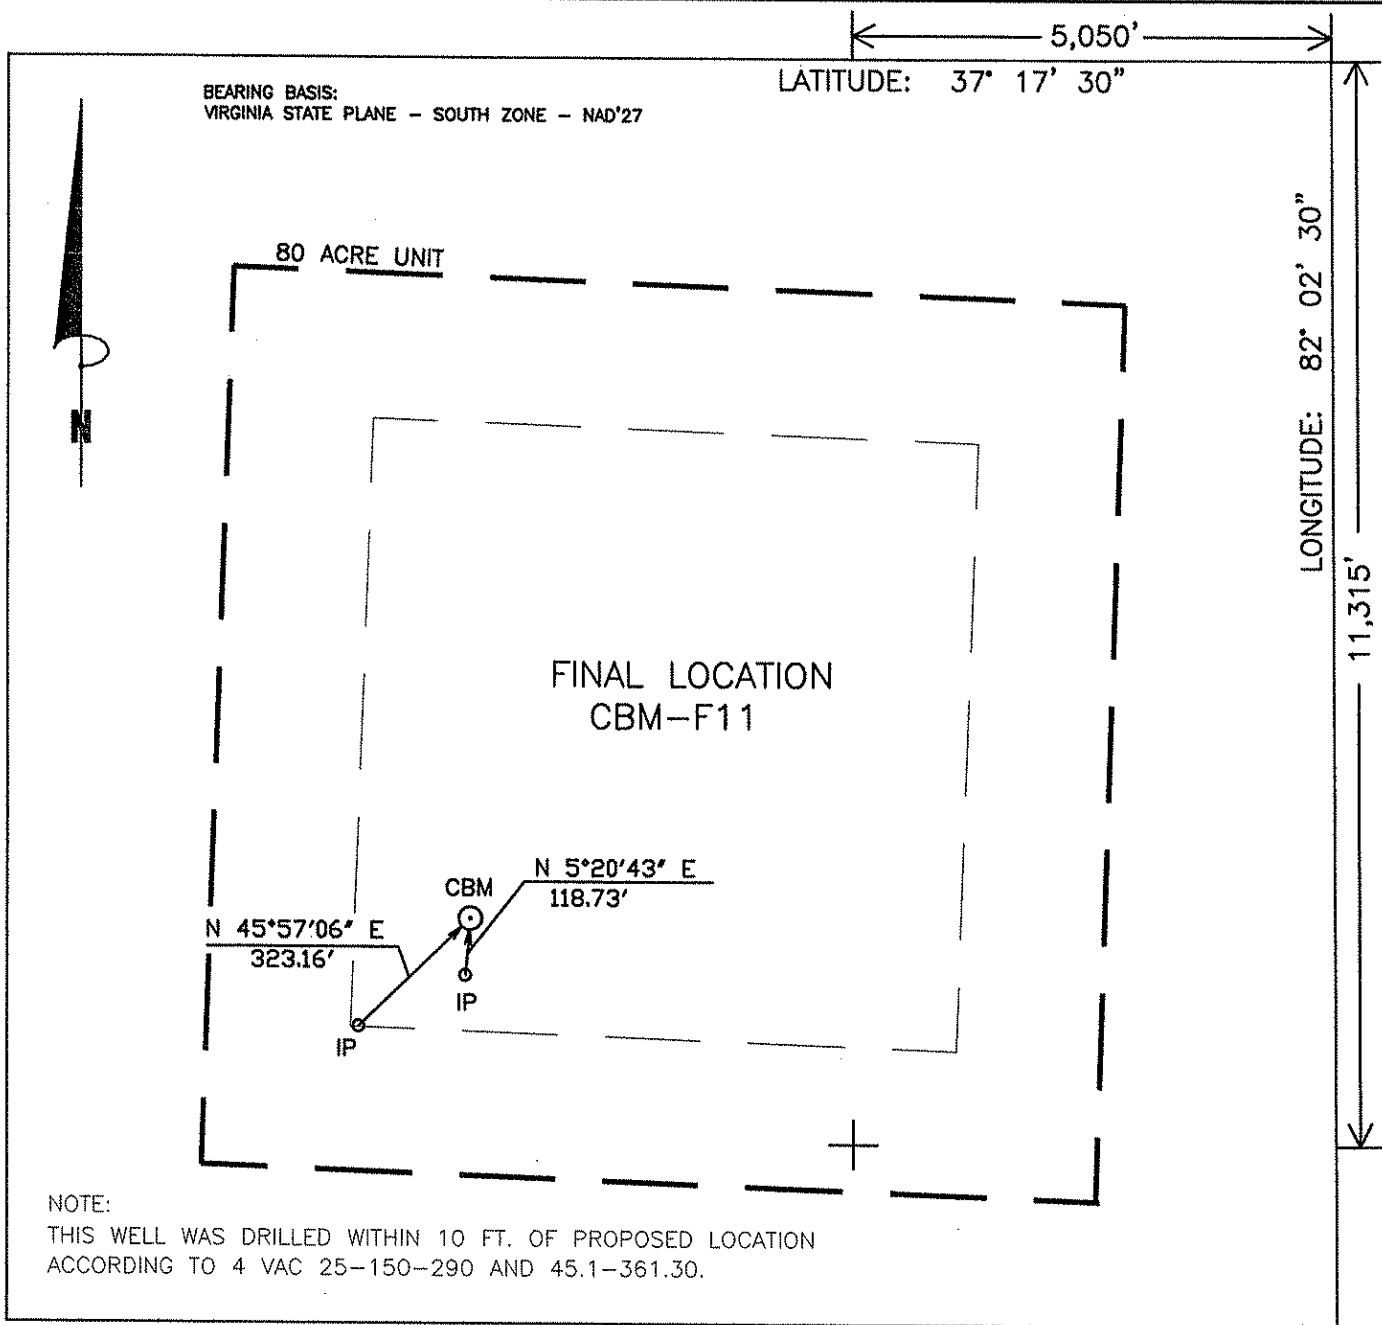 5,050'
LATITUDE: 37° 17' 30"
BEARING BASIS:
VIRGINIA STATE PLANE - SOUTH ZONE - NAD'27
LONGITUDE: 82° 02' 30"
80 ACRE UNIT
N
11,315'
FINAL LOCATION
CBM-F11
N 5°20'43" E
118.73'
CBM
N 45°57'06" E
323.16'
IP
IP
NOTE:
THIS WELL WAS DRILLED WITHIN 10 FT. OF PROPOSED LOCATION
ACCORDING TO 4 VAC 25-150-290 AND 45.1-361.30.